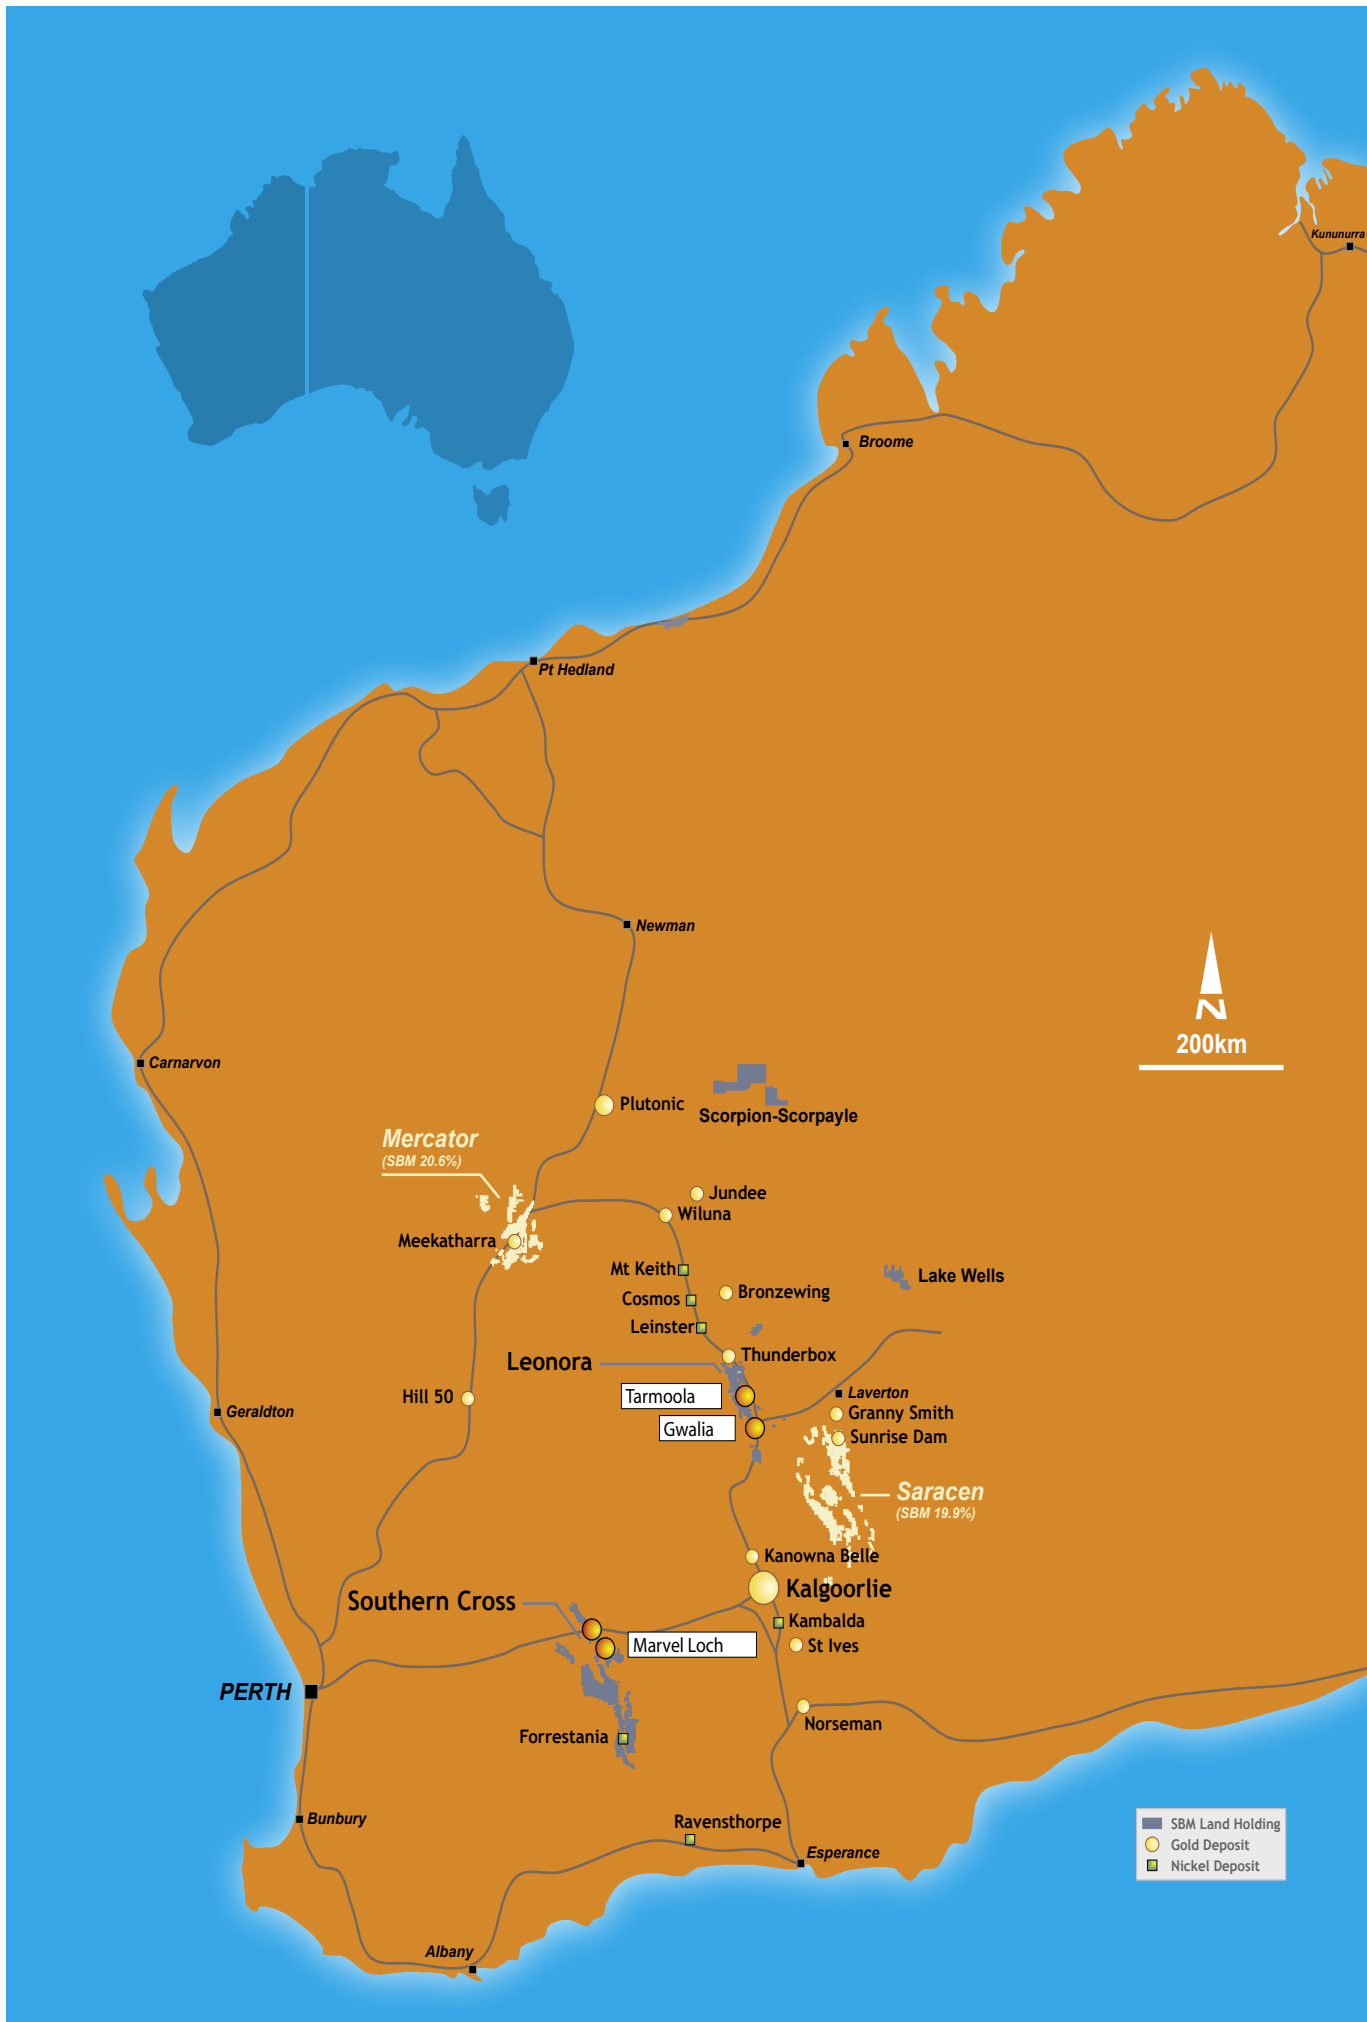 Kununurra
Broome
Pt Hedland
Newman
N
200km
Carnarvon
Plutonic
Scorpion-Scorpayle
Mercator
(SBM 20.6%)
Jundee
Wiluna
Meekatharra
Mt Keith
Lake Wells
Bronzewing
Cosmos
Leinster
Thunderbox
Leonora
Laverton
Tarmoola
Hill 50
Geraldton
Granny Smith
Gwalia
Sunrise Dam
Saracen
(SBM 19.9%)
Kanowna Belle
Kalgoorlie
Southern Cross
Kambalda
Marvel Loch
St Ives
PERTH
Norseman
Forrestania
Bunbury
Ravensthorpe
Esperance
SBM Land Holding
Gold Deposit
Nickel Deposit
Albany